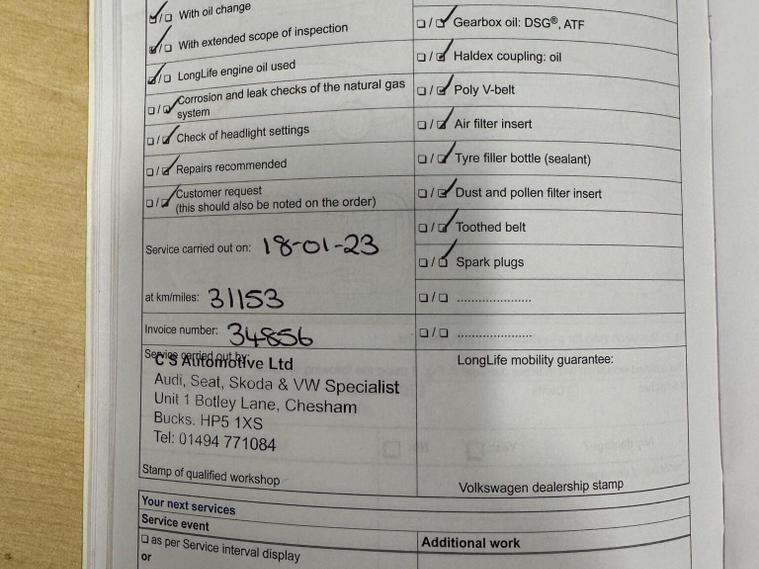 With oil change
With extended scope of inspection
LongLife engine oil used
Corrosion and leak checks of the natural gas
system
Check of headlight settings
Repairs recommended
Customer request
(this should also be noted on the order)
Service carried out on: 18-01-23
at km/miles: 31153
Invoice number: 34856
Service carried out by:
C S Automotive Ltd
Audi, Seat, Skoda & VW Specialist
Unit 1 Botley Lane, Chesham
Bucks. HP5 1XS
Tel: 01494 771084
Stamp of qualified workshop
Gearbox oil: DSG®, ATF
Haldex coupling: oil
Poly V-belt
Air filter insert
Tyre filler bottle (sealant)
Dust and pollen filter insert
Toothed belt
Spark plugs
LongLife mobility guarantee:
Volkswagen dealership stamp
Your next services
Service event
as per Service interval display
or
Additional work